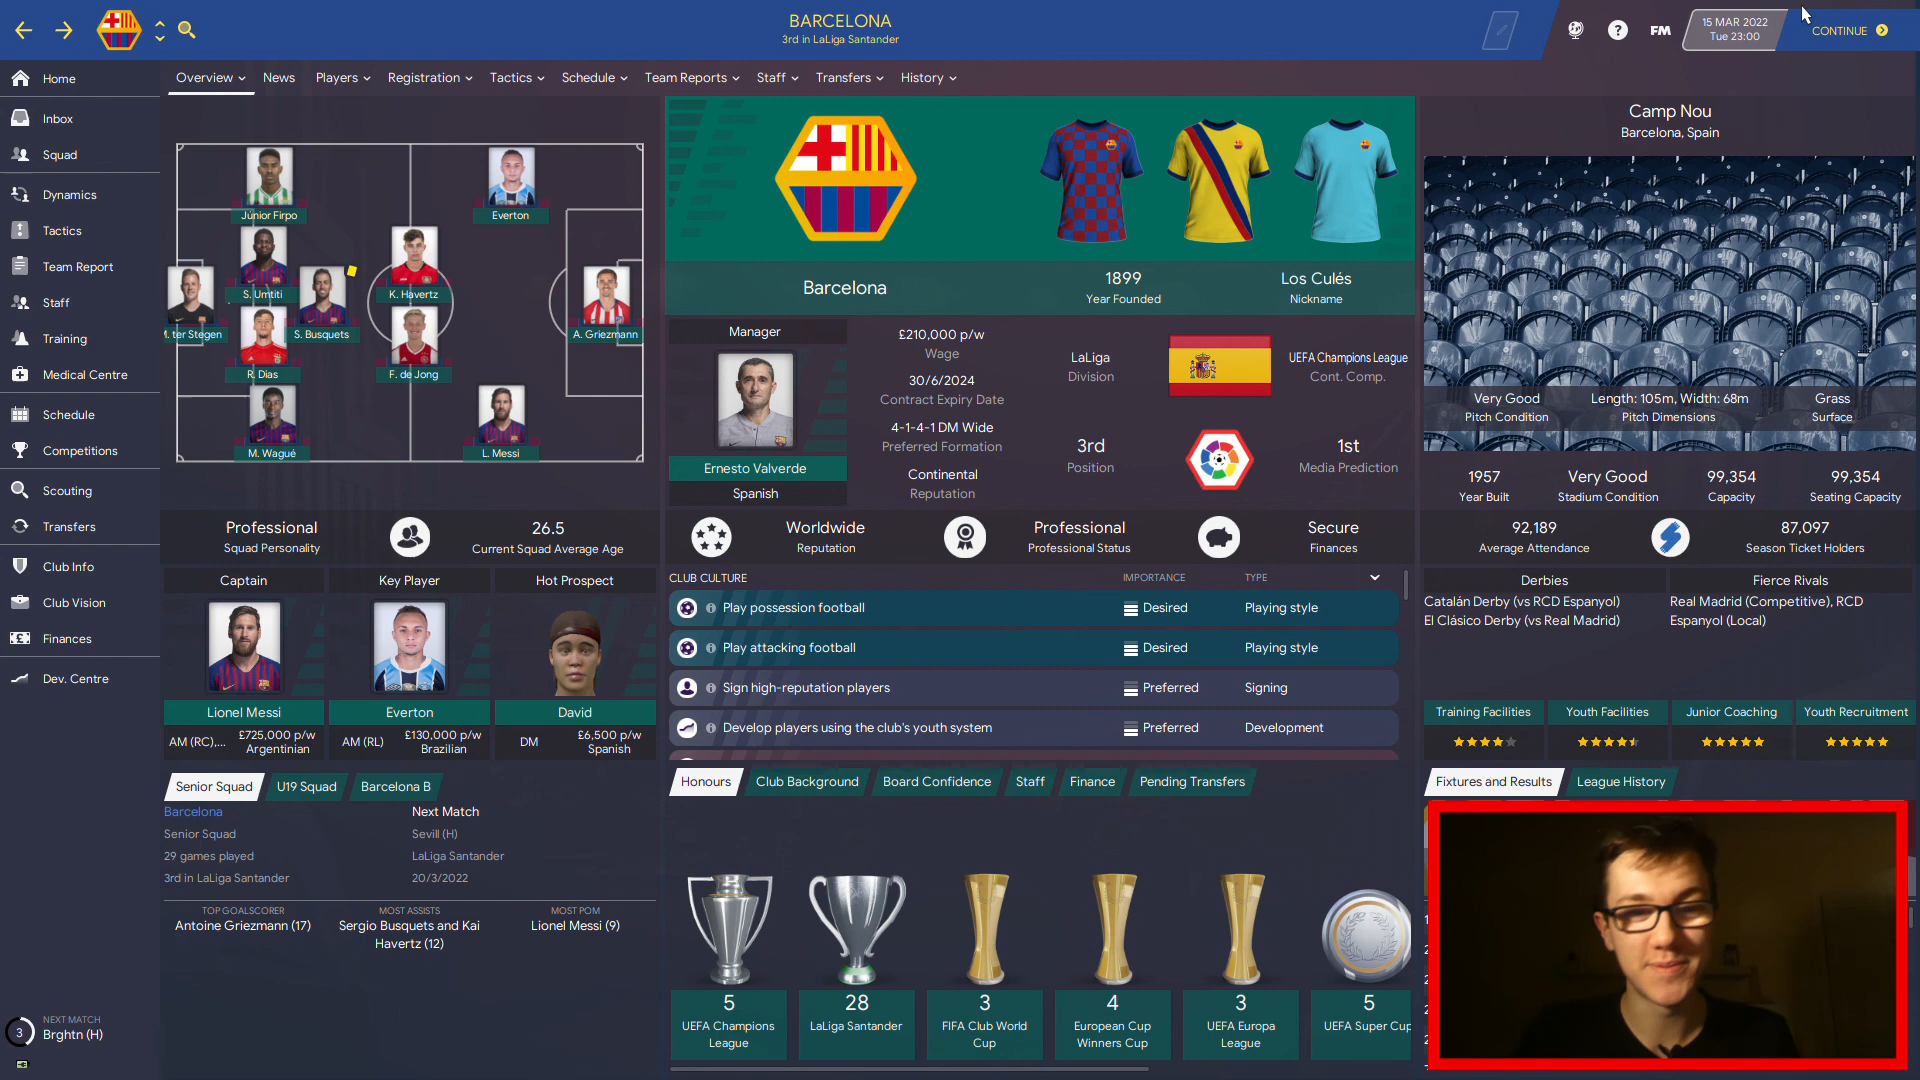 BARCELONA
3rd in LaLiga Santander
FM
15 MAR 2022
Tue 23:00
CONTINUE
Home
Inbox
Squad
Dynamics
Tactics
Team Report
Staff
Training
Medical Centre
Schedule
Competitions
Scouting
Transfers
Club Info
Club Vision
Finances
Dev. Centre
3
NEXT MATCH
Brghtn (H)
Overview
News
Players
Registration
Tactics
Schedule
Team Reports
Staff
Transfers
History
Júnior Firpo
Everton
S. Umtiti
K. Havertz
M. ter Stegen
S. Busquets
A. Griezmann
R. Dias
F. de Jong
M. Wagué
L. Messi
Professional
Squad Personality
26.5
Current Squad Average Age
Captain
Key Player
Hot Prospect
Lionel Messi
Everton
David
AM (RC),...
£725,000 p/w
Argentinian
AM (RL)
£130,000 p/w
Brazilian
DM
£6,500 p/w
Spanish
Senior Squad
U19 Squad
Barcelona B
Barcelona
Senior Squad
29 games played
3rd in LaLiga Santander
Next Match
Sevill (H)
LaLiga Santander
20/3/2022
TOP GOALSCORER
Antoine Griezmann (17)
MOST ASSISTS
Sergio Busquets and Kai
Havertz (12)
MOST POM
Lionel Messi (9)
Barcelona
1899
Year Founded
Los Culés
Nickname
Manager
Ernesto Valverde
Spanish
£210,000 p/w
Wage
30/6/2024
Contract Expiry Date
4-1-4-1 DM Wide
Preferred Formation
Continental
Reputation
LaLiga
Division
UEFA Champions League
Cont. Comp.
3rd
Position
1st
Media Prediction
Worldwide
Reputation
Professional
Professional Status
Secure
Finances
CLUB CULTURE
IMPORTANCE
TYPE
Play possession football
Desired
Playing style
Play attacking football
Desired
Playing style
Sign high-reputation players
Preferred
Signing
Develop players using the club's youth system
Preferred
Development
Honours
Club Background
Board Confidence
Staff
Finance
Pending Transfers
5
UEFA Champions
League
28
LaLiga Santander
3
FIFA Club World
Cup
4
European Cup
Winners Cup
3
UEFA Europa
League
5
UEFA Super Cup
Camp Nou
Barcelona, Spain
Very Good
Pitch Condition
Length: 105m, Width: 68m
Pitch Dimensions
Grass
Surface
1957
Year Built
Very Good
Stadium Condition
99,354
Capacity
99,354
Seating Capacity
92,189
Average Attendance
87,097
Season Ticket Holders
Derbies
Catalán Derby (vs RCD Espanyol)
El Clásico Derby (vs Real Madrid)
Fierce Rivals
Real Madrid (Competitive), RCD
Espanyol (Local)
Training Facilities
Youth Facilities
Junior Coaching
Youth Recruitment
Fixtures and Results
League History